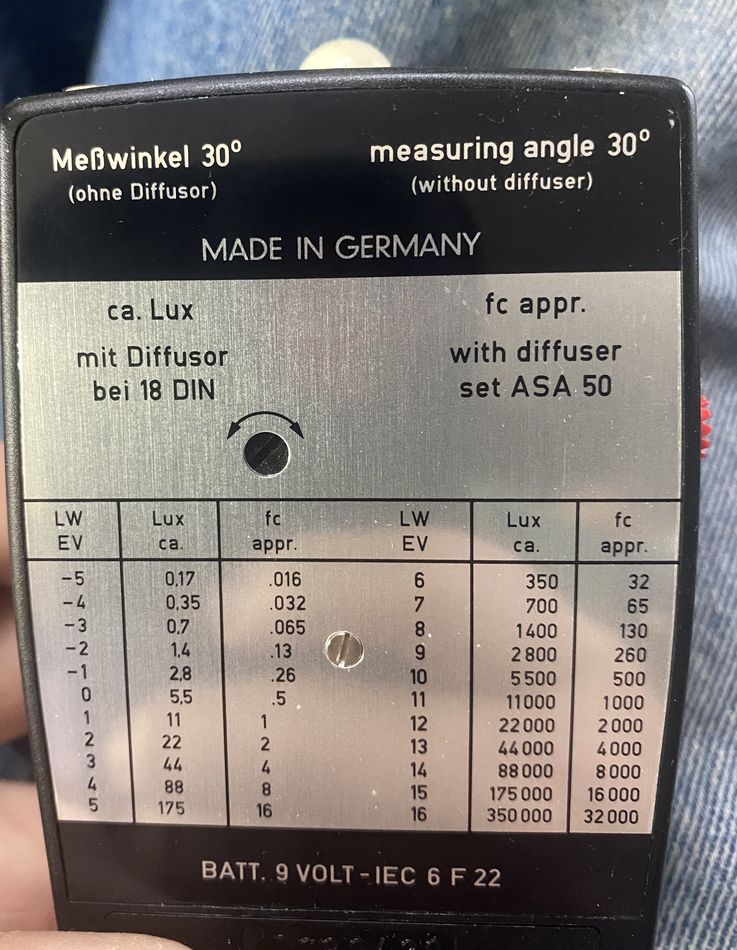 Meßwinkel 30° measuring angle 30°
(ohne Diffusor) (without diffuser)
MADE IN GERMANY
ca. Lux fc appr.
mit Diffusor with diffuser
bei 18 DIN set ASA 50
LW Lux fc LW Lux fc
EV ca. appr. EV ca. appr.
-5 0,17 .016 6 350 32
-4 0,35 .032 7 700 65
-3 0,7 .065 8 1400 130
-2 1,4 .13 9 2800 260
-1 2,8 .26 10 5500 500
0 5,5 .5 11 11000 1000
1 11 1 12 22000 2000
2 22 2 13 44000 4000
3 44 4 14 88000 8000
4 88 8 15 175000 16000
5 175 16 16 350000 32000
BATT. 9 VOLT-IEC 6 F 22